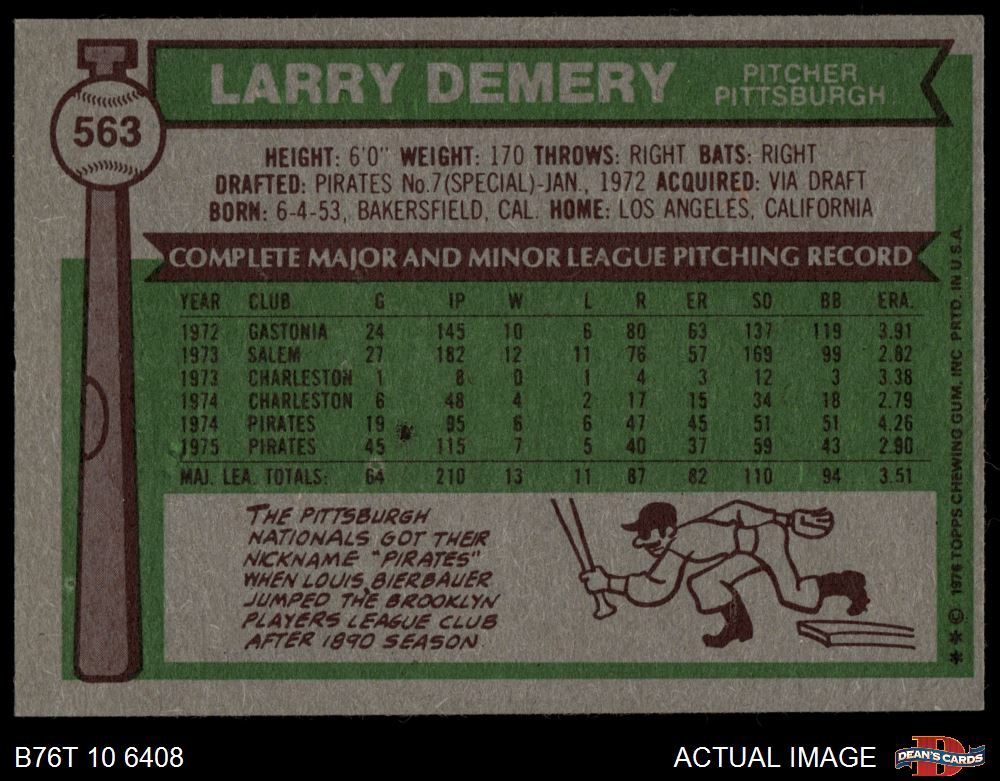 LARRY DEMERY
PITCHER
PITTSBURGH
563
HEIGHT: 6'0" WEIGHT: 170 THROWS: RIGHT BATS: RIGHT
DRAFTED: PIRATES No.7(SPECIAL)-JAN., 1972 ACQUIRED: VIA DRAFT
BORN: 6-4-53, BAKERSFIELD, CAL. HOME: LOS ANGELES, CALIFORNIA
COMPLETE MAJOR AND MINOR LEAGUE PITCHING RECORD
YEAR CLUB G IP W L R ER SO BB ERA.
1972 GASTONIA 24 145 10 6 80 63 137 119 3.91
1973 SALEM 27 182 12 11 76 57 169 99 2.82
1973 CHARLESTON 1 8 0 1 4 3 12 3 3.38
1974 CHARLESTON 6 48 4 2 17 15 34 18 2.79
1974 PIRATES 19 95 6 6 47 45 51 51 4.26
1975 PIRATES 45 115 7 5 40 37 59 43 2.90
MAJ. LEA. TOTALS: 64 210 13 11 87 82 110 94 3.51
THE PITTSBURGH
NATIONALS GOT THEIR
NICKNAME "PIRATES"
WHEN LOUIS BIERBAUER
JUMPED THE BROOKLYN
PLAYERS LEAGUE CLUB
AFTER 1890 SEASON
** © 1976 TOPPS CHEWING GUM, INC PRTD. IN U.S.A.
B76T 10 6408
ACTUAL IMAGE
D
DEAN'S CARDS